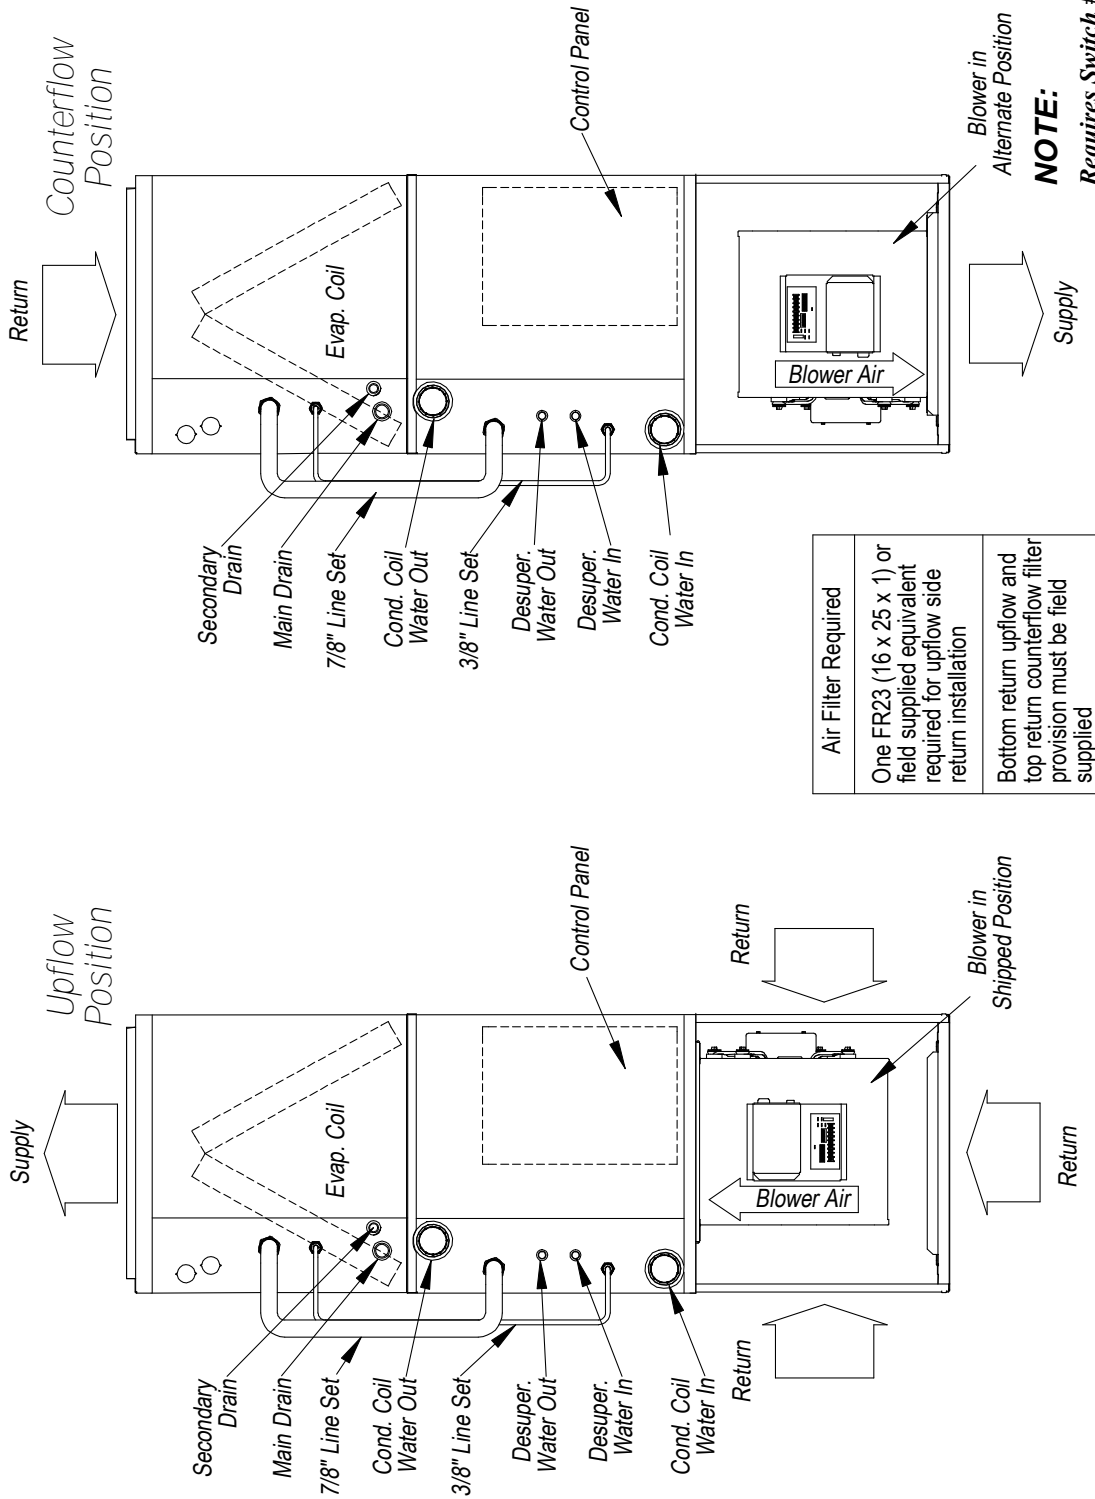 Upflow
Position
Supply
Evap. Coil
Secondary
Drain
Main Drain
7/8" Line Set
Cond. Coil
Water Out
3/8" Line Set
Desuper.
Water Out
Desuper.
Water In
Cond. Coil
Water In
Control Panel
Return
Return
Blower Air
Blower in
Shipped Position
Return
Counterflow
Position
Return
Evap. Coil
Secondary
Drain
Main Drain
7/8" Line Set
Cond. Coil
Water Out
3/8" Line Set
Desuper.
Water Out
Desuper.
Water In
Cond. Coil
Water In
Control Panel
Blower Air
Blower in
Alternate Position
Supply
Air Filter Required
One FR23 (16 x 25 x 1) or
field supplied equivalent
required for upflow side
return installation
Bottom return upflow and
top return counterflow filter
provision must be field
supplied
NOTE:
Requires Switch #